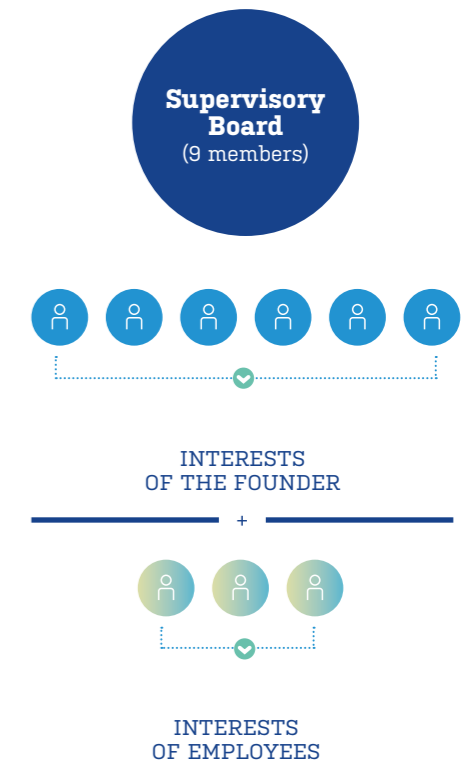 Supervisory
Board
(9 members)
INTERESTS
OF THE FOUNDER
+
INTERESTS
OF EMPLOYEES